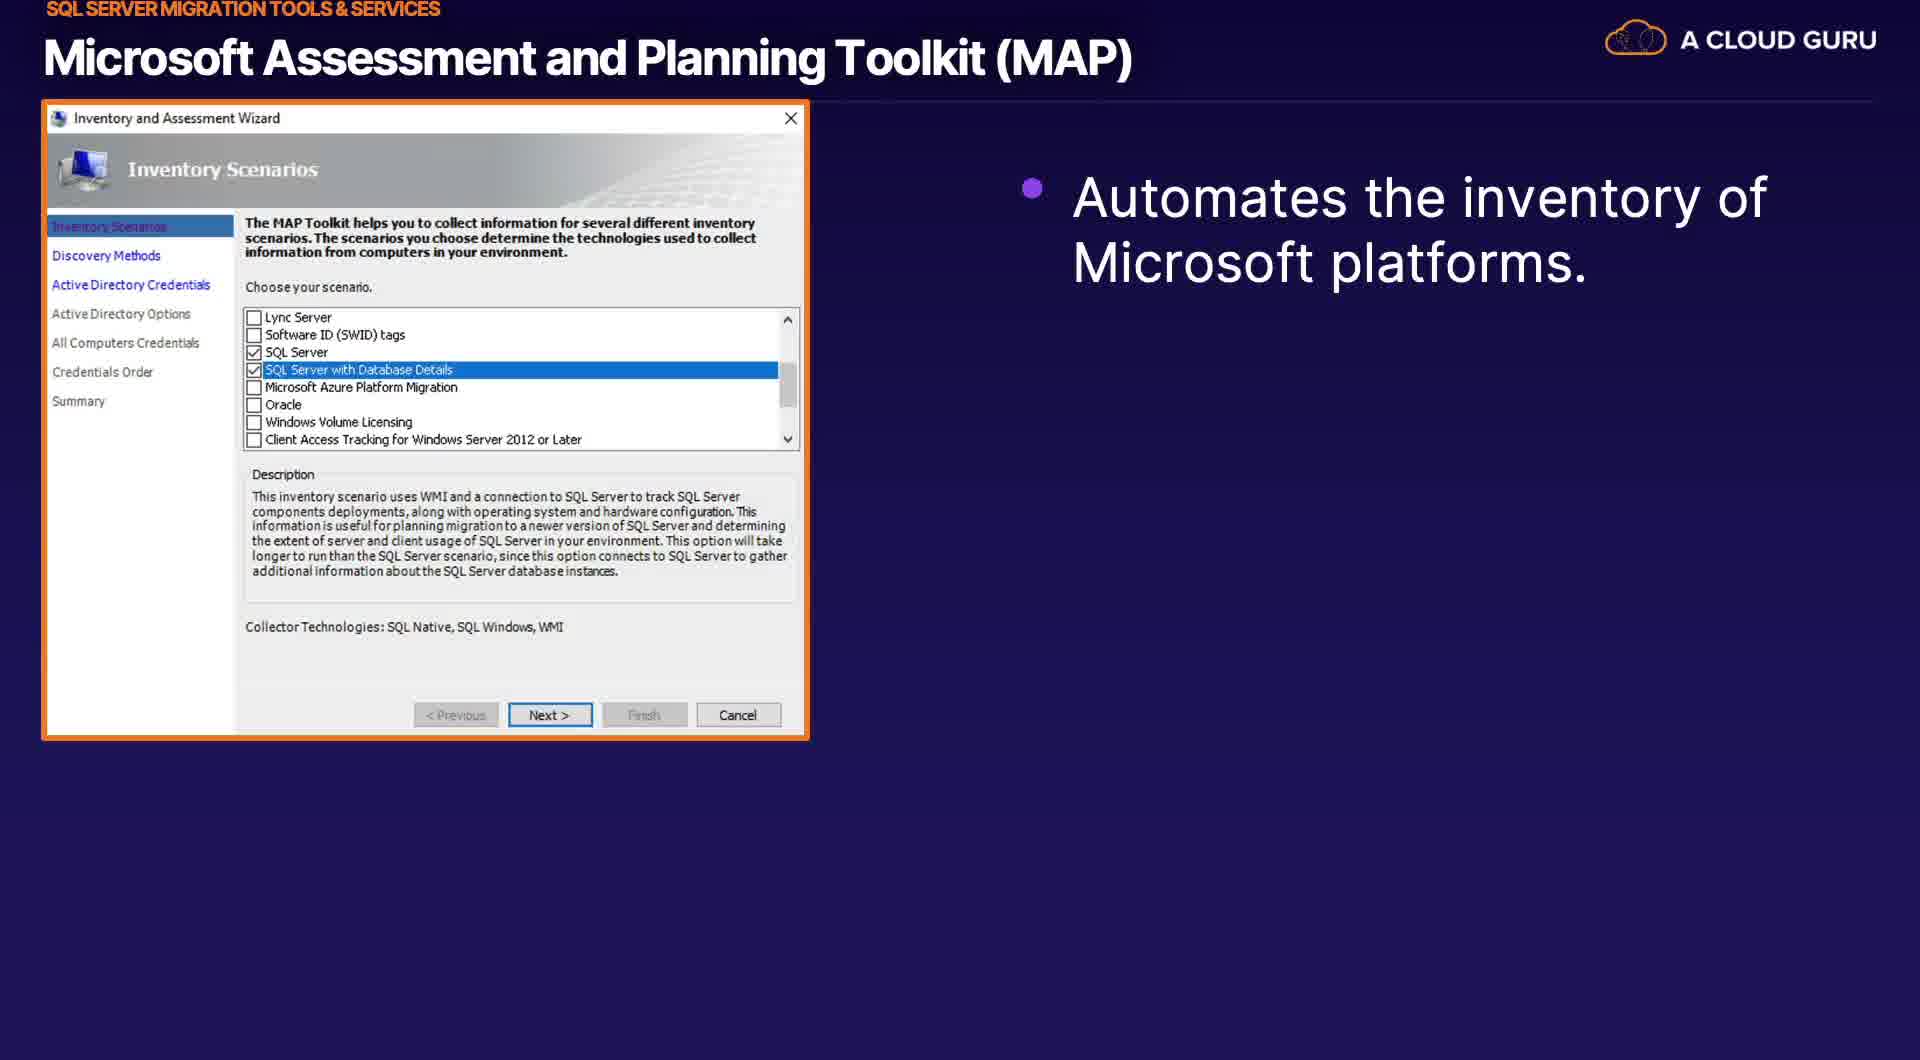 SQL SERVER MIGRATION TOOLS & SERVICES
Microsoft Assessment and Planning Toolkit (MAP)
A CLOUD GURU
Inventory and Assessment Wizard
Inventory Scenarios
Inventory Scenarios
Discovery Methods
Active Directory Credentials
Active Directory Options
All Computers Credentials
Credentials Order
Summary
The MAP Toolkit helps you to collect information for several different inventory
scenarios. The scenarios you choose determine the technologies used to collect
information from computers in your environment.
Choose your scenario.
Lync Server
Software ID (SWID) tags
SQL Server
SQL Server with Database Details
Microsoft Azure Platform Migration
Oracle
Windows Volume Licensing
Client Access Tracking for Windows Server 2012 or Later
Description
This inventory scenario uses WMI and a connection to SQL Server to track SQL Server
components deployments, along with operating system and hardware configuration. This
information is useful for planning migration to a newer version of SQL Server and determining
the extent of server and client usage of SQL Server in your environment. This option will take
longer to run than the SQL Server scenario, since this option connects to SQL Server to gather
additional information about the SQL Server database instances.
Collector Technologies: SQL Native, SQL Windows, WMI
< Previous
Next >
Finish
Cancel
Automates the inventory of
Microsoft platforms.